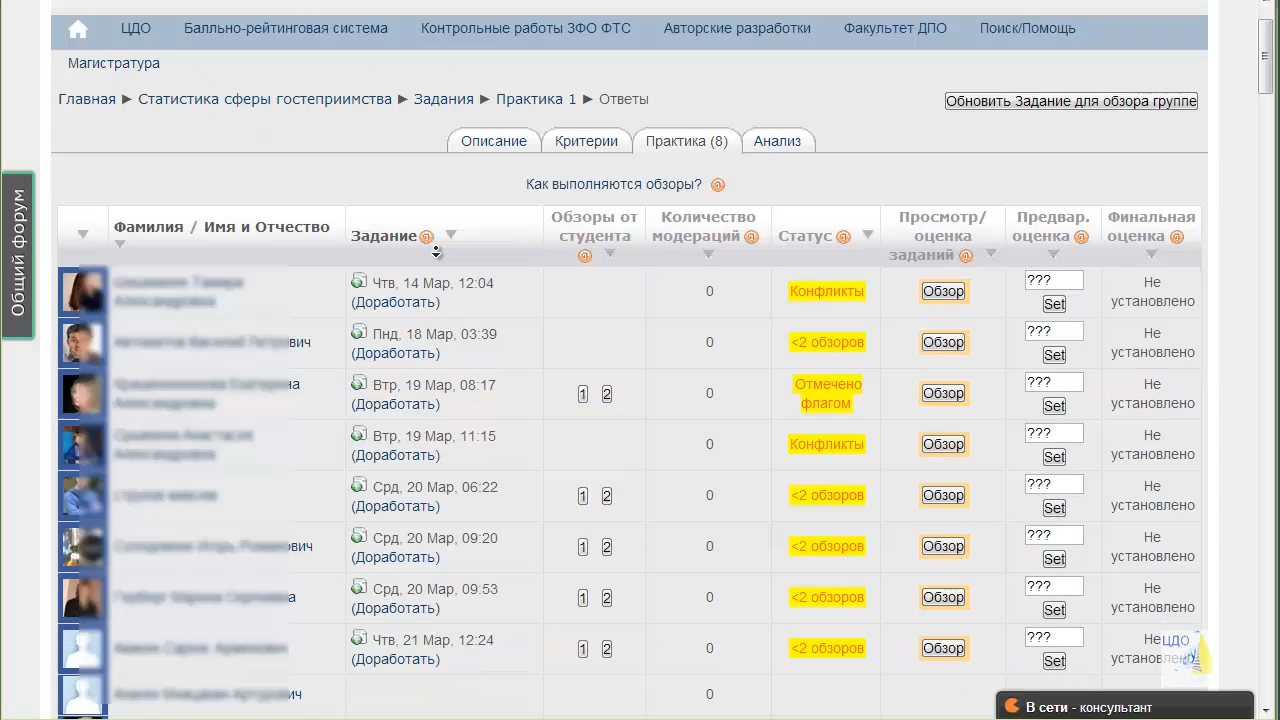 ЦДО Балльно-рейтинговая система Контрольные работы ЗФО ФТС Авторские разработки Факультет ДПО Поиск/Помощь
Магистратура
Главная ► Статистика сферы гостеприимства ► Задания ► Практика 1 ► Ответы
Обновить Задание для обзора группе
Описание Критерии Практика (8) Анализ
Общий форум
Как выполняются обзоры?
Фамилия / Имя и Отчество
Задание
Обзоры от
студента
Количество
модераций
Статус
Просмотр/
оценка
заданий
Предвар.
оценка
Финальная
оценка
Чтв, 14 Мар, 12:04
(Доработать)
0 Конфликты Обзор ??? Set
Не
установлено
Пнд, 18 Мар, 03:39
(Доработать)
0 <2 обзоров Обзор ??? Set
Не
установлено
Втр, 19 Мар, 08:17
(Доработать)
1 2 0
Отмечено
флагом
Обзор ??? Set
Не
установлено
Втр, 19 Мар, 11:15
(Доработать)
0 Конфликты Обзор ??? Set
Не
установлено
Срд, 20 Мар, 06:22
(Доработать)
1 2 0 <2 обзоров Обзор ??? Set
Не
установлено
Срд, 20 Мар, 09:20
(Доработать)
1 2 0 <2 обзоров Обзор ??? Set
Не
установлено
Срд, 20 Мар, 09:53
(Доработать)
1 2 0 <2 обзоров Обзор ??? Set
Не
установлено
Чтв, 21 Мар, 12:24
(Доработать)
1 2 0 <2 обзоров Обзор ??? Set
Не
установлено
ЦДО
0
В сети - консультант